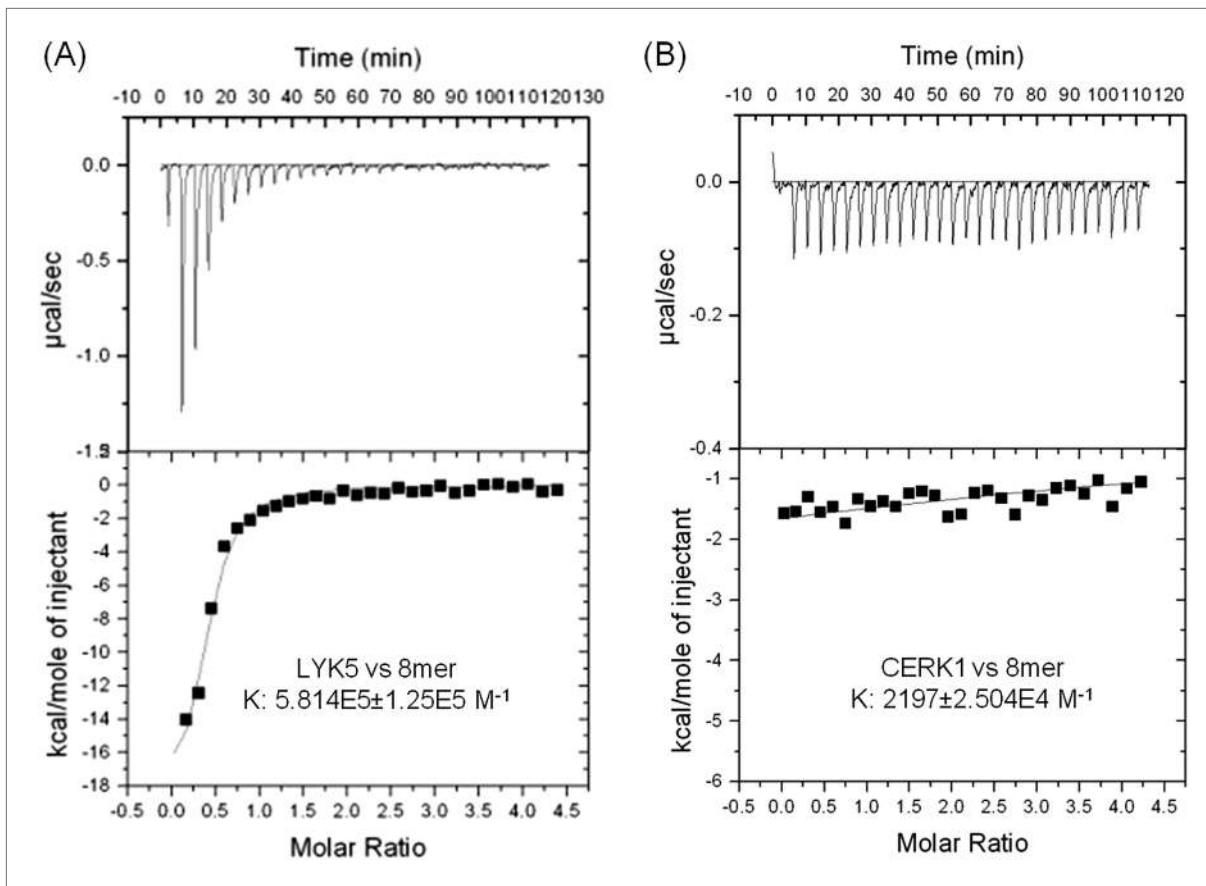 (A)
Time (min)
-10 0 10 20 30 40 50 60 70 80 90 100 110 120 130
0.0
-0.5
-1.0
-1.5
µcal/sec
0
-2
-4
-6
-8
-10
-12
-14
-16
-18
kcal/mole of injectant
LYK5 vs 8mer
K: 5.814E5±1.25E5 M⁻¹
-0.5 0.0 0.5 1.0 1.5 2.0 2.5 3.0 3.5 4.0 4.5
Molar Ratio
(B)
Time (min)
-10 0 10 20 30 40 50 60 70 80 90 100 110 120
0.0
-0.2
-0.4
µcal/sec
-1
-2
-3
-4
-5
-6
kcal/mole of injectant
CERK1 vs 8mer
K: 2197±2.504E4 M⁻¹
-0.5 0.0 0.5 1.0 1.5 2.0 2.5 3.0 3.5 4.0 4.5
Molar Ratio